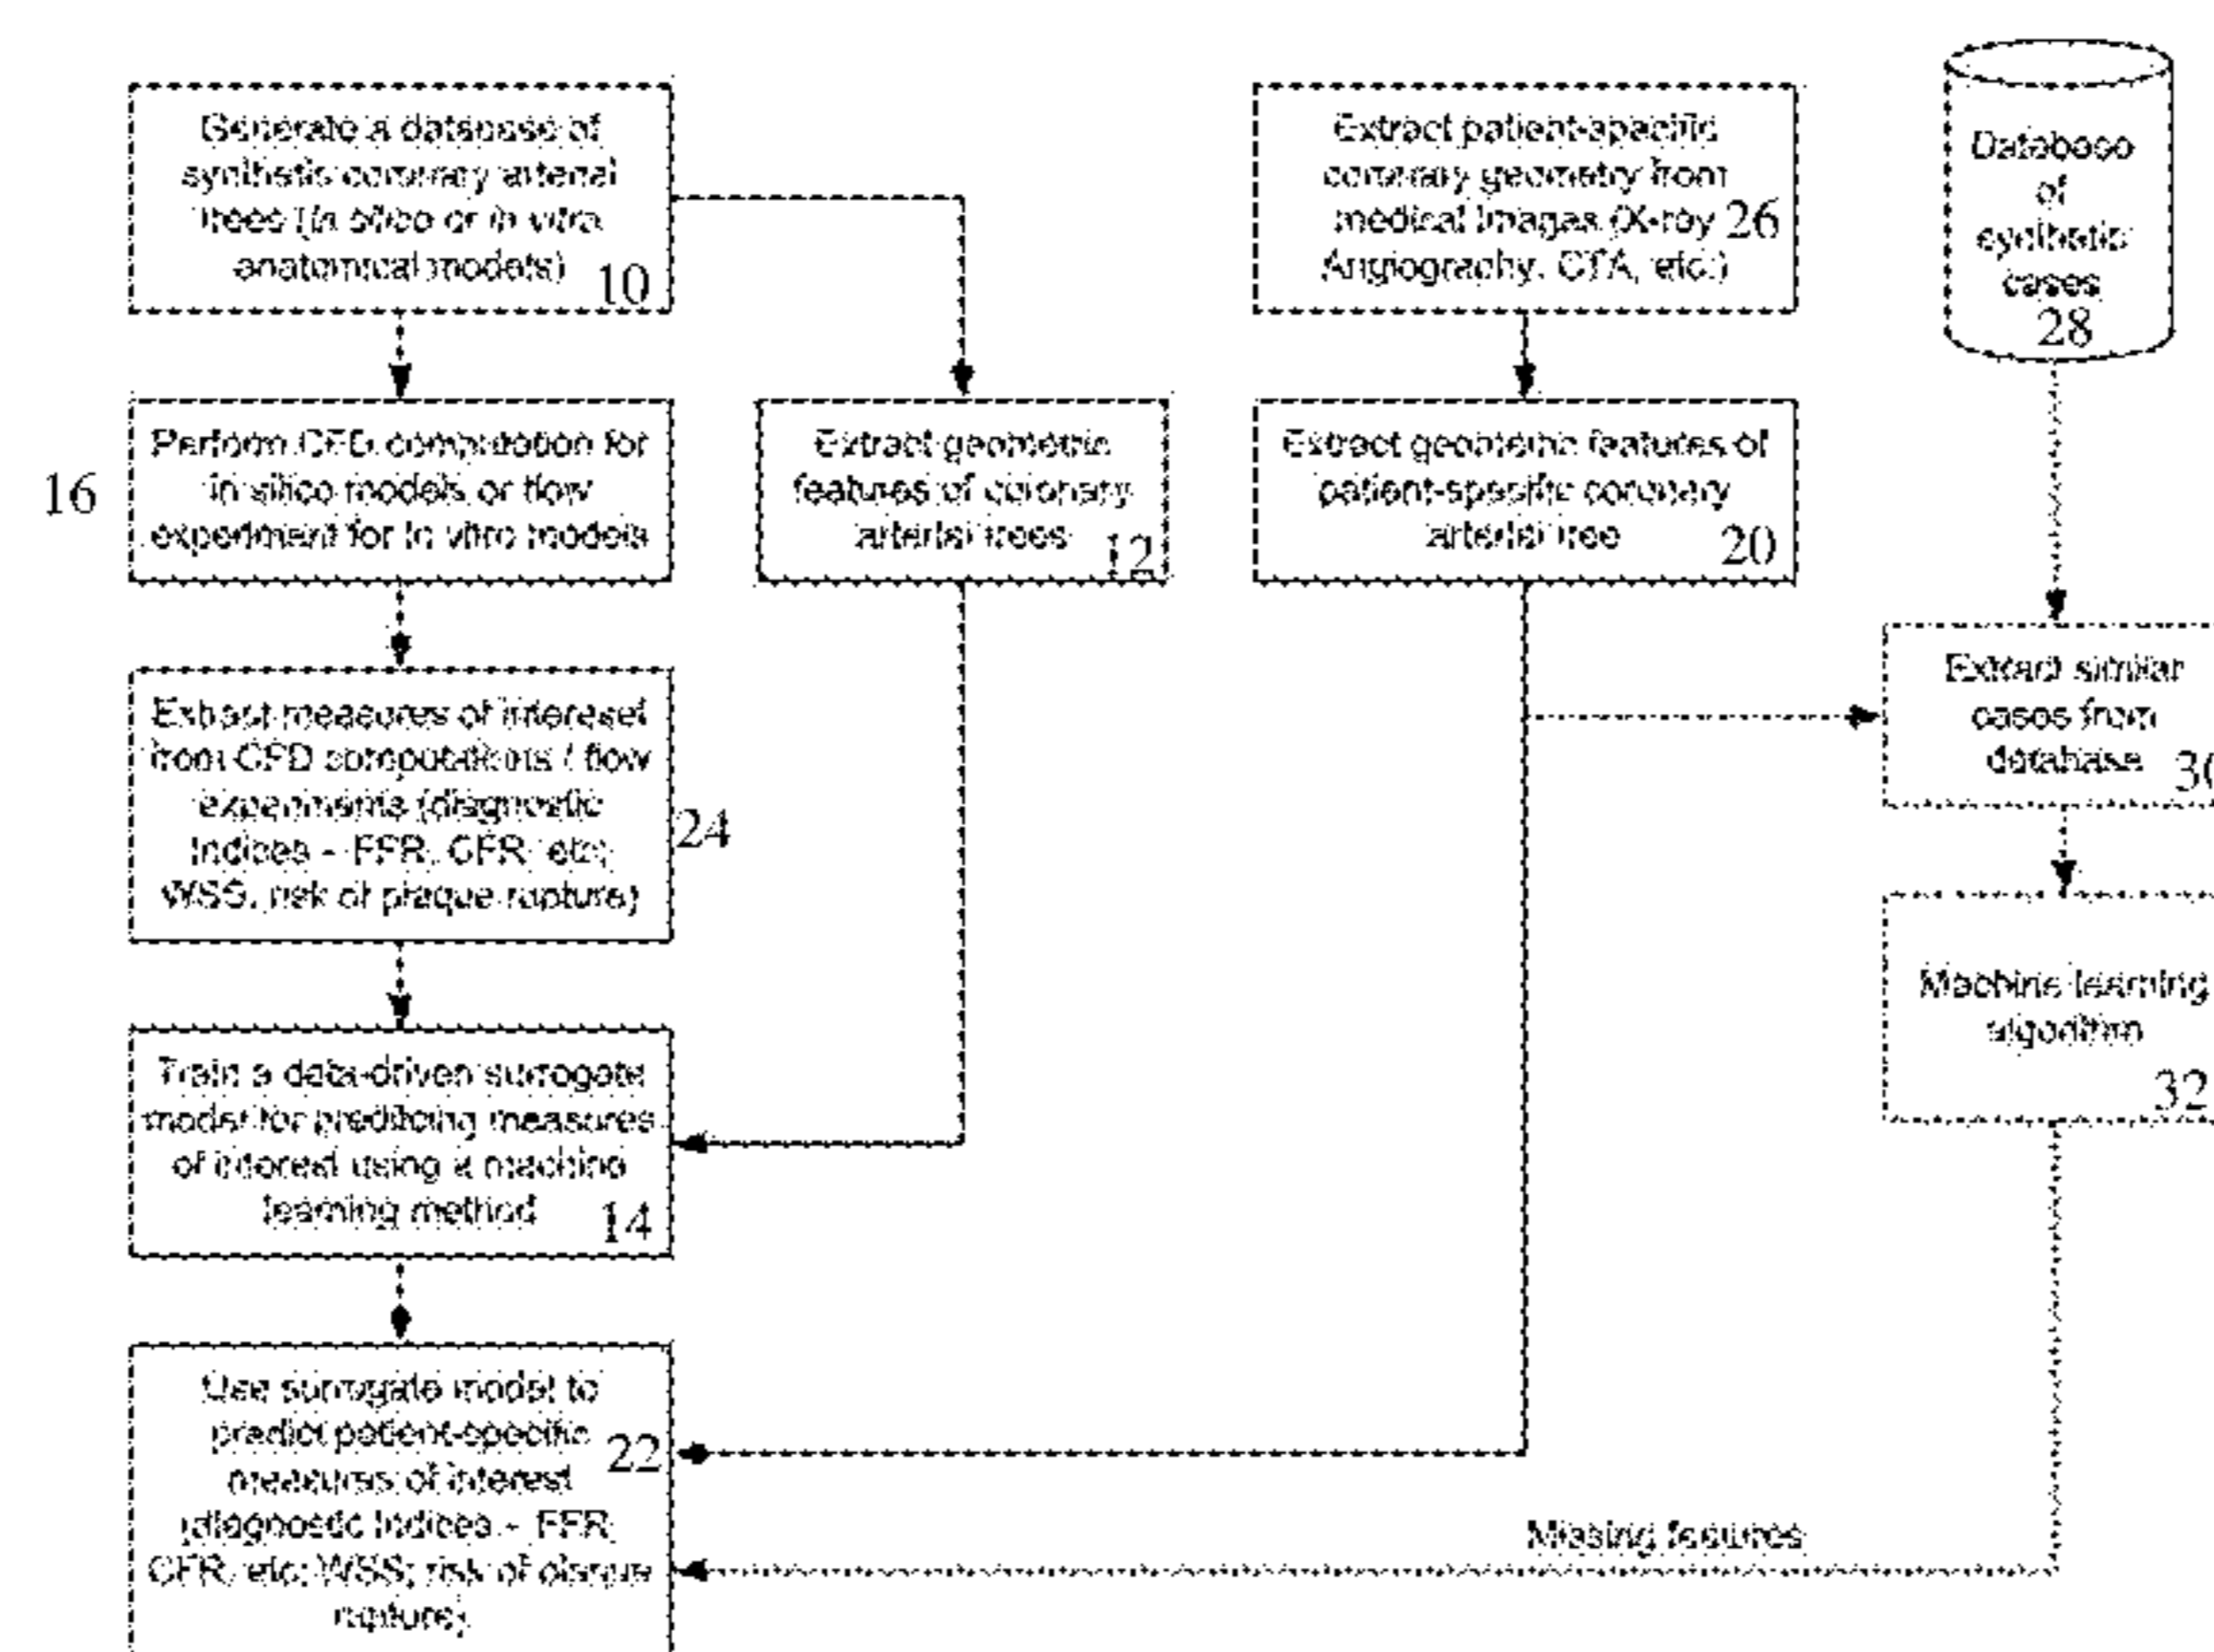 Generate a database of
synthetic coronary arterial
trees (in silico or in vitro
anatomical models)
10
Perform CFD computation for
in silico models or flow
experiment for in vitro models
16
Extract geometric
features of coronary
arterial trees
12
Extract measures of intereset
from CFD computations / flow
experiments (diagnostic
indices - FFR, CFR, etc;
WSS, risk of plaque rupture)
24
Train a data-driven surrogate
model for predicting measures
of interest using a machine
learning method
14
Use surrogate model to
predict patient-specific
measures of interest
(diagnostic indices - FFR,
CFR, etc; WSS; risk of plaque
rupture)
22
Extract patient-specific
coronary geometry from
medical images (X-ray
Angiography, CTA, etc.)
26
Extract geometric features of
patient-specific coronary
arterial tree
20
Database
of
synthetic
cases
28
Extract similar
cases from
database
30
Machine learning
algorithm
32
Missing features